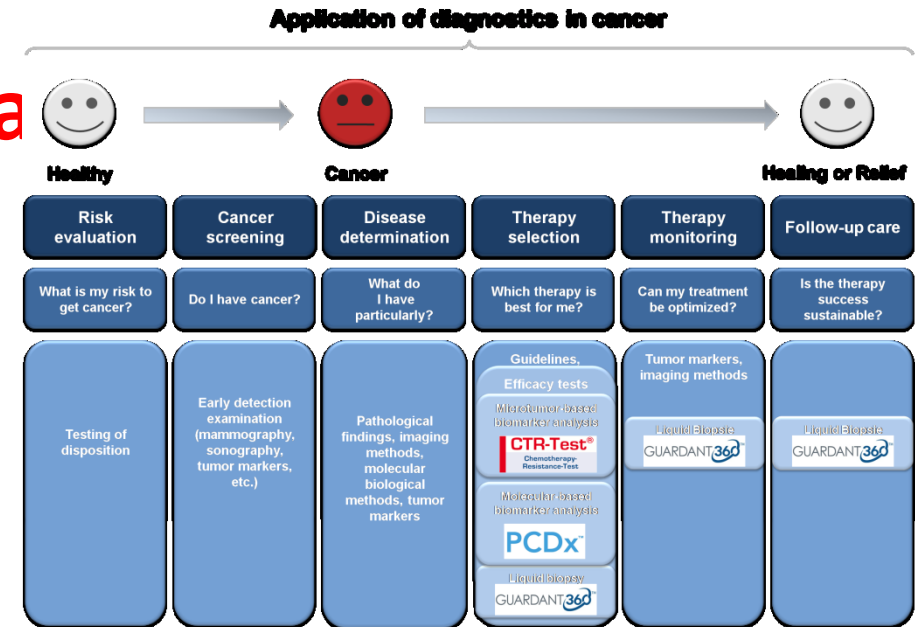 Application of diagnostics in cancer
a
Healthy
Cancer
Healing or Relief
Risk
evaluation
Cancer
screening
Disease
determination
Therapy
selection
Therapy
monitoring
Follow-up care
What is my risk to
get cancer?
Do I have cancer?
What do
I have
particularly?
Which therapy is
best for me?
Can my treatment
be optimized?
Is the therapy
success
sustainable?
Testing of
disposition
Early detection
examination
(mammography,
sonography,
tumor markers,
etc.)
Pathological
findings, imaging
methods,
molecular
biological
methods, tumor
markers
Guidelines,
Efficacy tests
Microtumor-based
biomarker analysis
CTR-Test®
Chemotherapy-
Resistance-Test
Molecular-based
biomarker analysis
PCDx™
Liquid biopsy
GUARDANT360
Tumor markers,
imaging methods
Liquid Biopsie
GUARDANT360
Liquid Biopsie
GUARDANT360